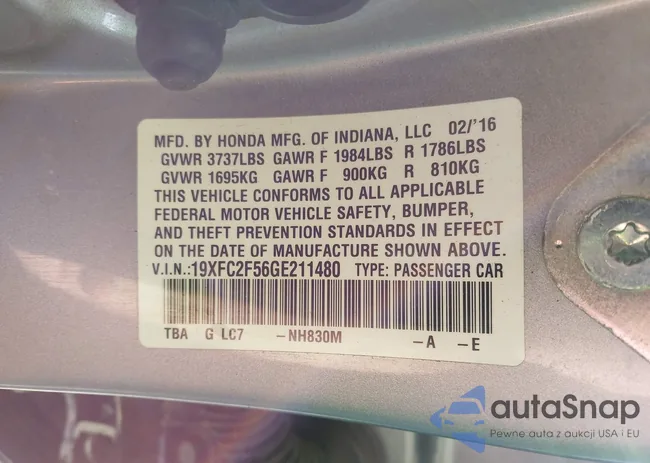 MFD. BY HONDA MFG. OF INDIANA, LLC 02/'16
GVWR 3737LBS GAWR F 1984LBS R 1786LBS
GVWR 1695KG GAWR F 900KG R 810KG
THIS VEHICLE CONFORMS TO ALL APPLICABLE
FEDERAL MOTOR VEHICLE SAFETY, BUMPER,
AND THEFT PREVENTION STANDARDS IN EFFECT
ON THE DATE OF MANUFACTURE SHOWN ABOVE.
V.I.N.:19XFC2F56GE211480 TYPE: PASSENGER CAR
TBA G LC7 -NH830M -A -E
autoSnap
Pewne auta z aukcji USA i EU